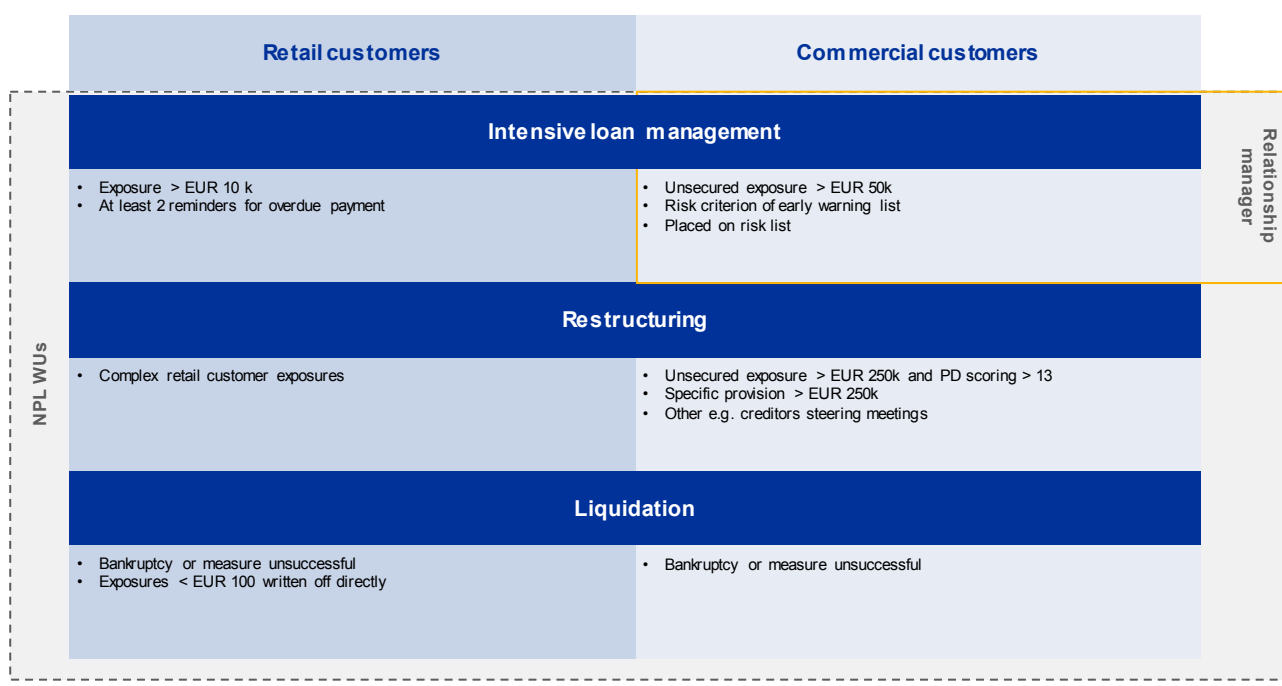 Retail customers
Commercial customers
Intensive loan management
• Exposure > EUR 10 k
• At least 2 reminders for overdue payment
• Unsecured exposure > EUR 50k
• Risk criterion of early warning list
• Placed on risk list
Relationship
manager
Restructuring
NPL WUs
• Complex retail customer exposures
• Unsecured exposure > EUR 250k and PD scoring > 13
• Specific provision > EUR 250k
• Other e.g. creditors steering meetings
Liquidation
• Bankruptcy or measure unsuccessful
• Exposures < EUR 100 written off directly
• Bankruptcy or measure unsuccessful